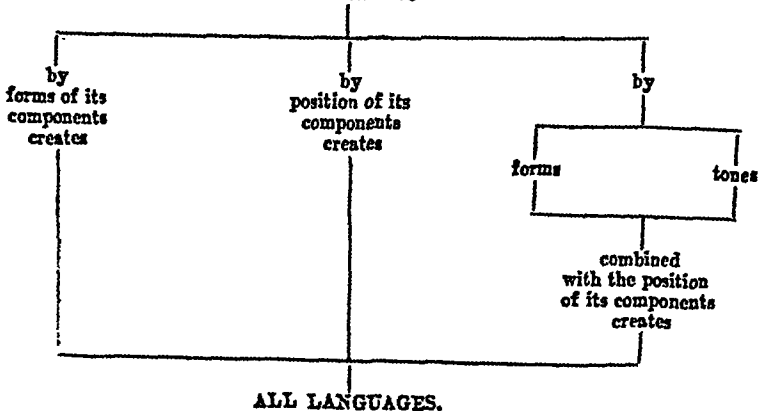 by
forms of its
components
creates
by
position of its
components
creates
by
forms
tones
combined
with the position
of its components
creates
ALL LANGUAGES.